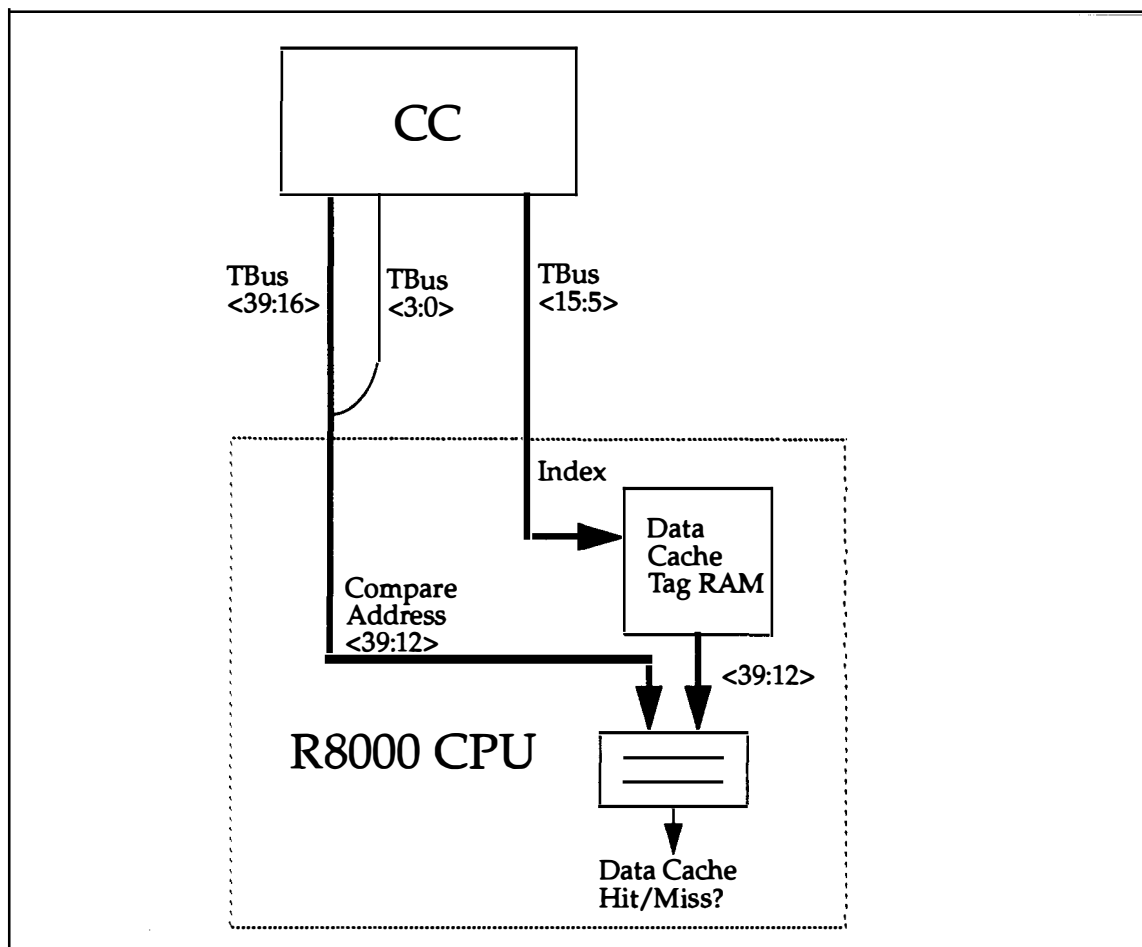 CC
TBus
<39:16>
TBus
<3:0>
TBus
<15:5>
Index
Data
Cache
Tag RAM
Compare
Address
<39:12>
<39:12>
R8000 CPU
Data Cache
Hit/Miss?